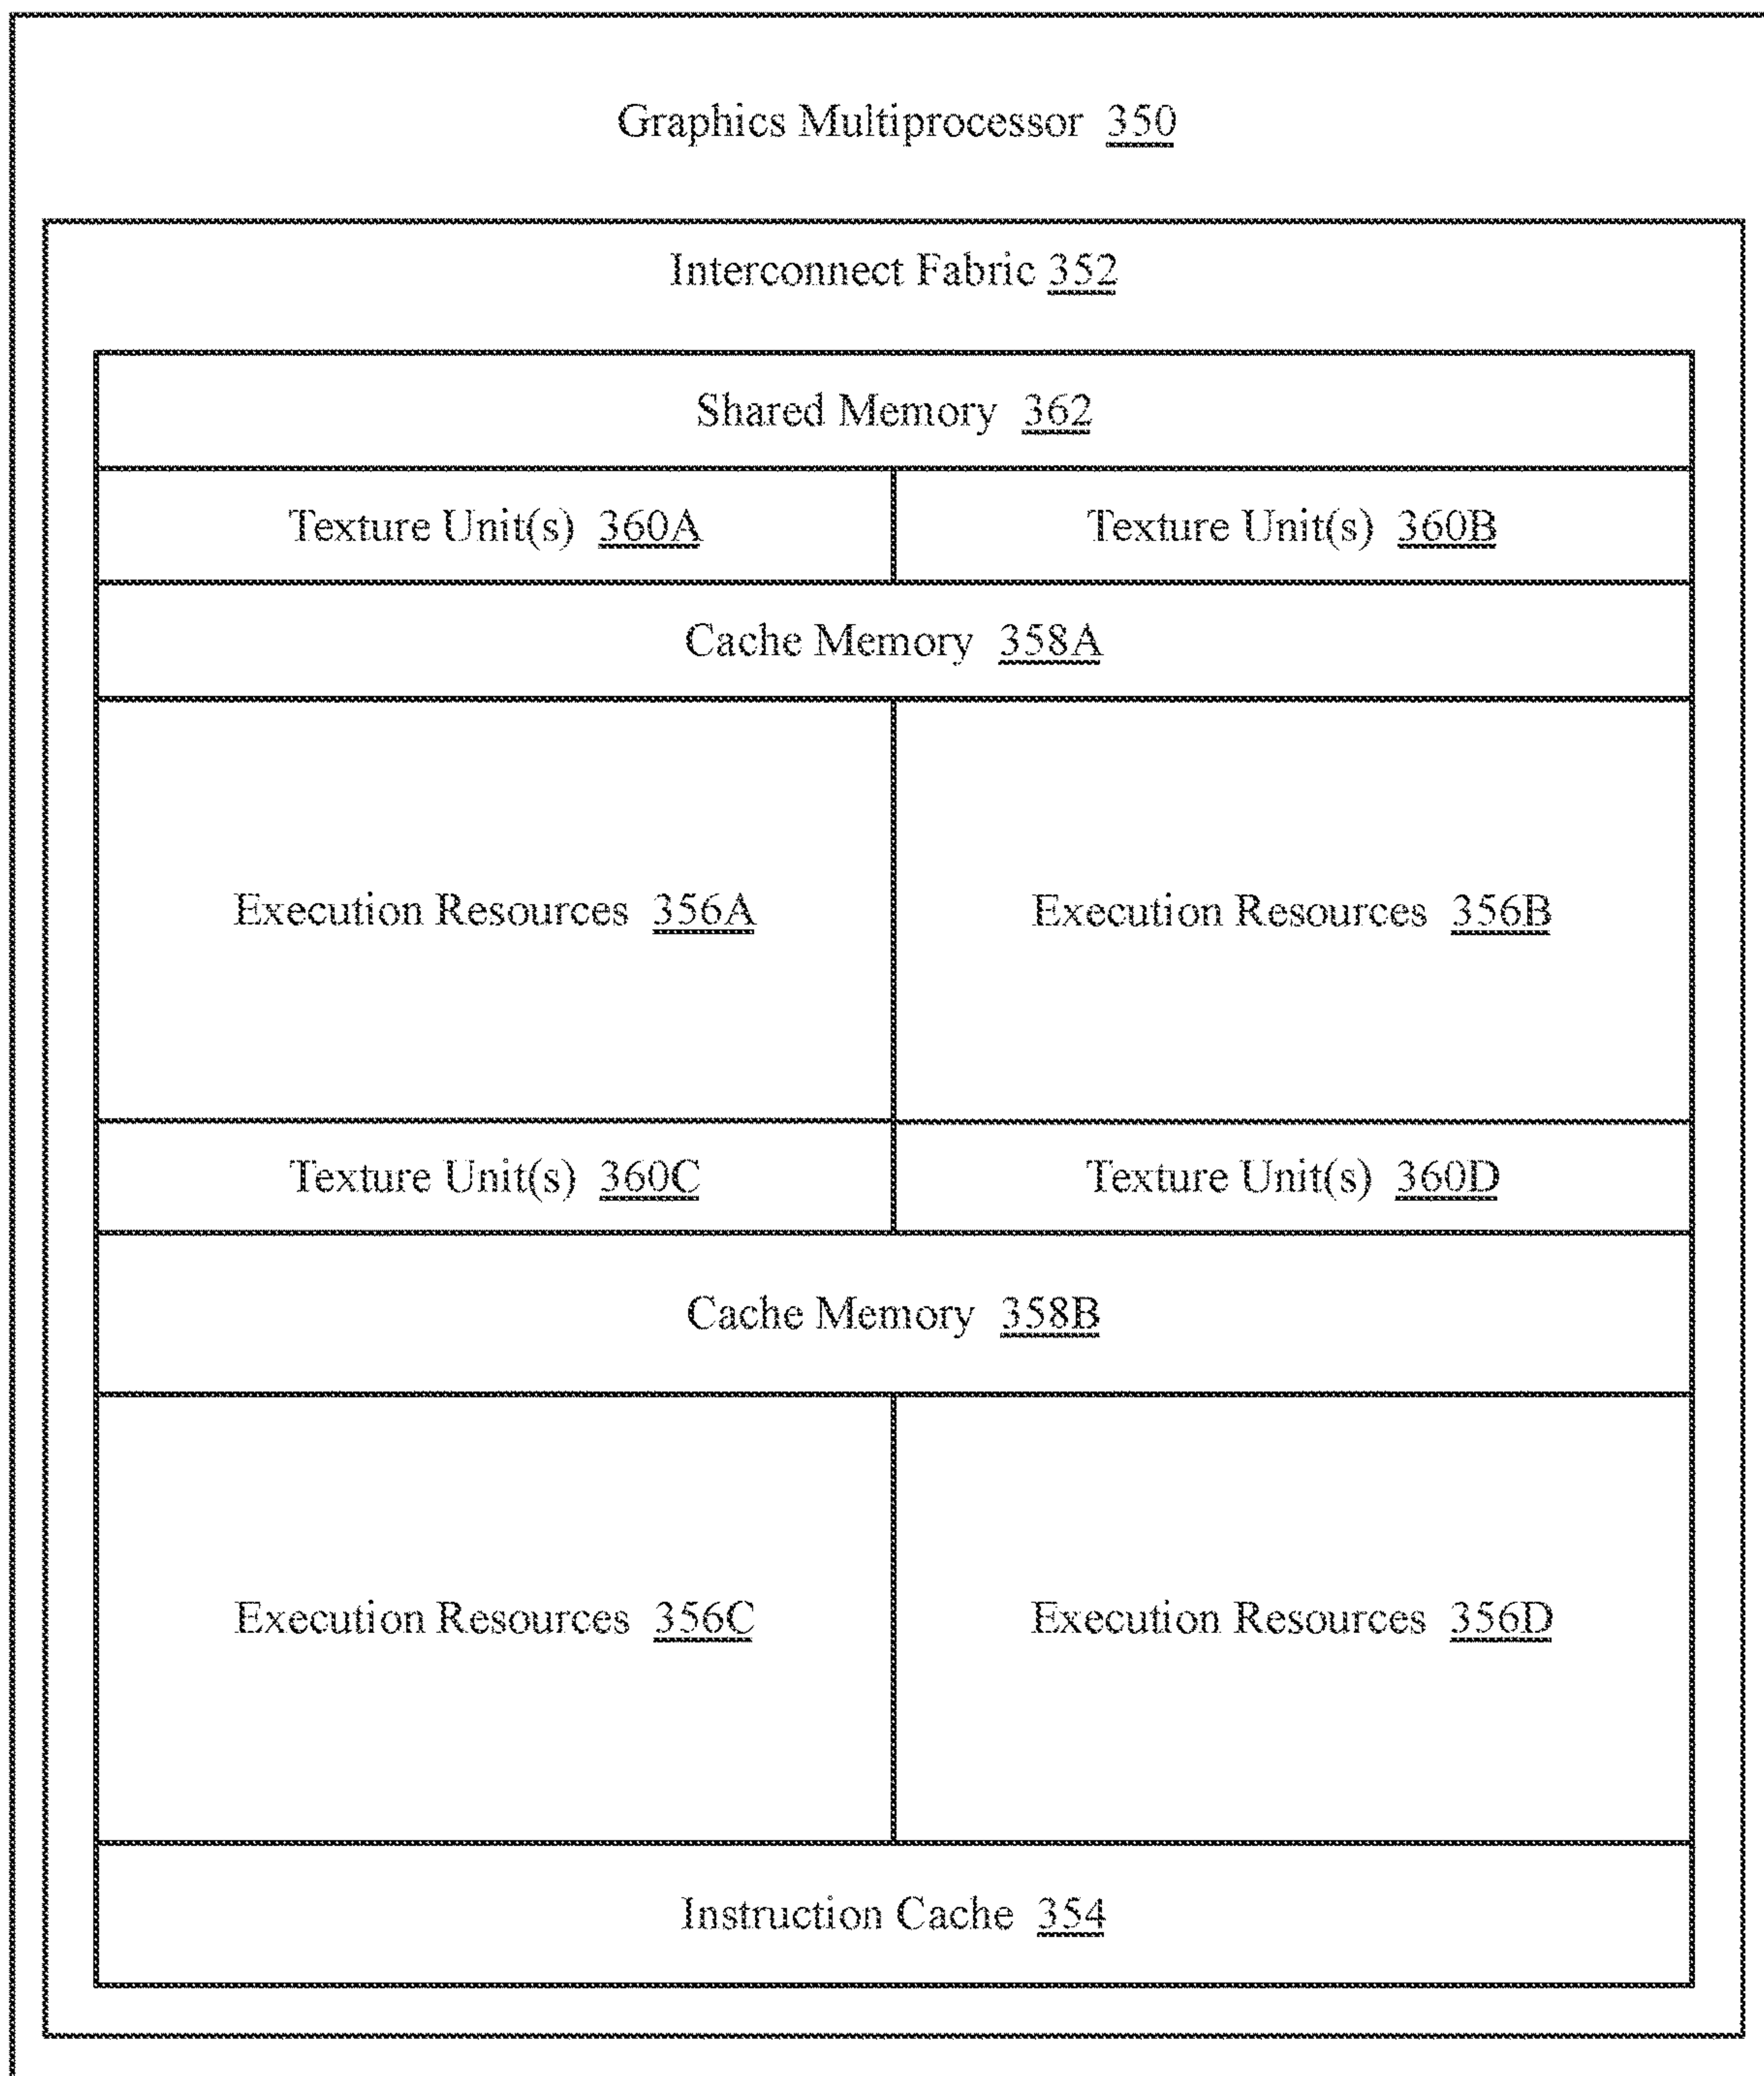 Graphics Multiprocessor 350
Interconnect Fabric 352
Shared Memory 362
Texture Unit(s) 360A
Texture Unit(s) 360B
Cache Memory 358A
Execution Resources 356A
Execution Resources 356B
Texture Unit(s) 360C
Texture Unit(s) 360D
Cache Memory 358B
Execution Resources 356C
Execution Resources 356D
Instruction Cache 354